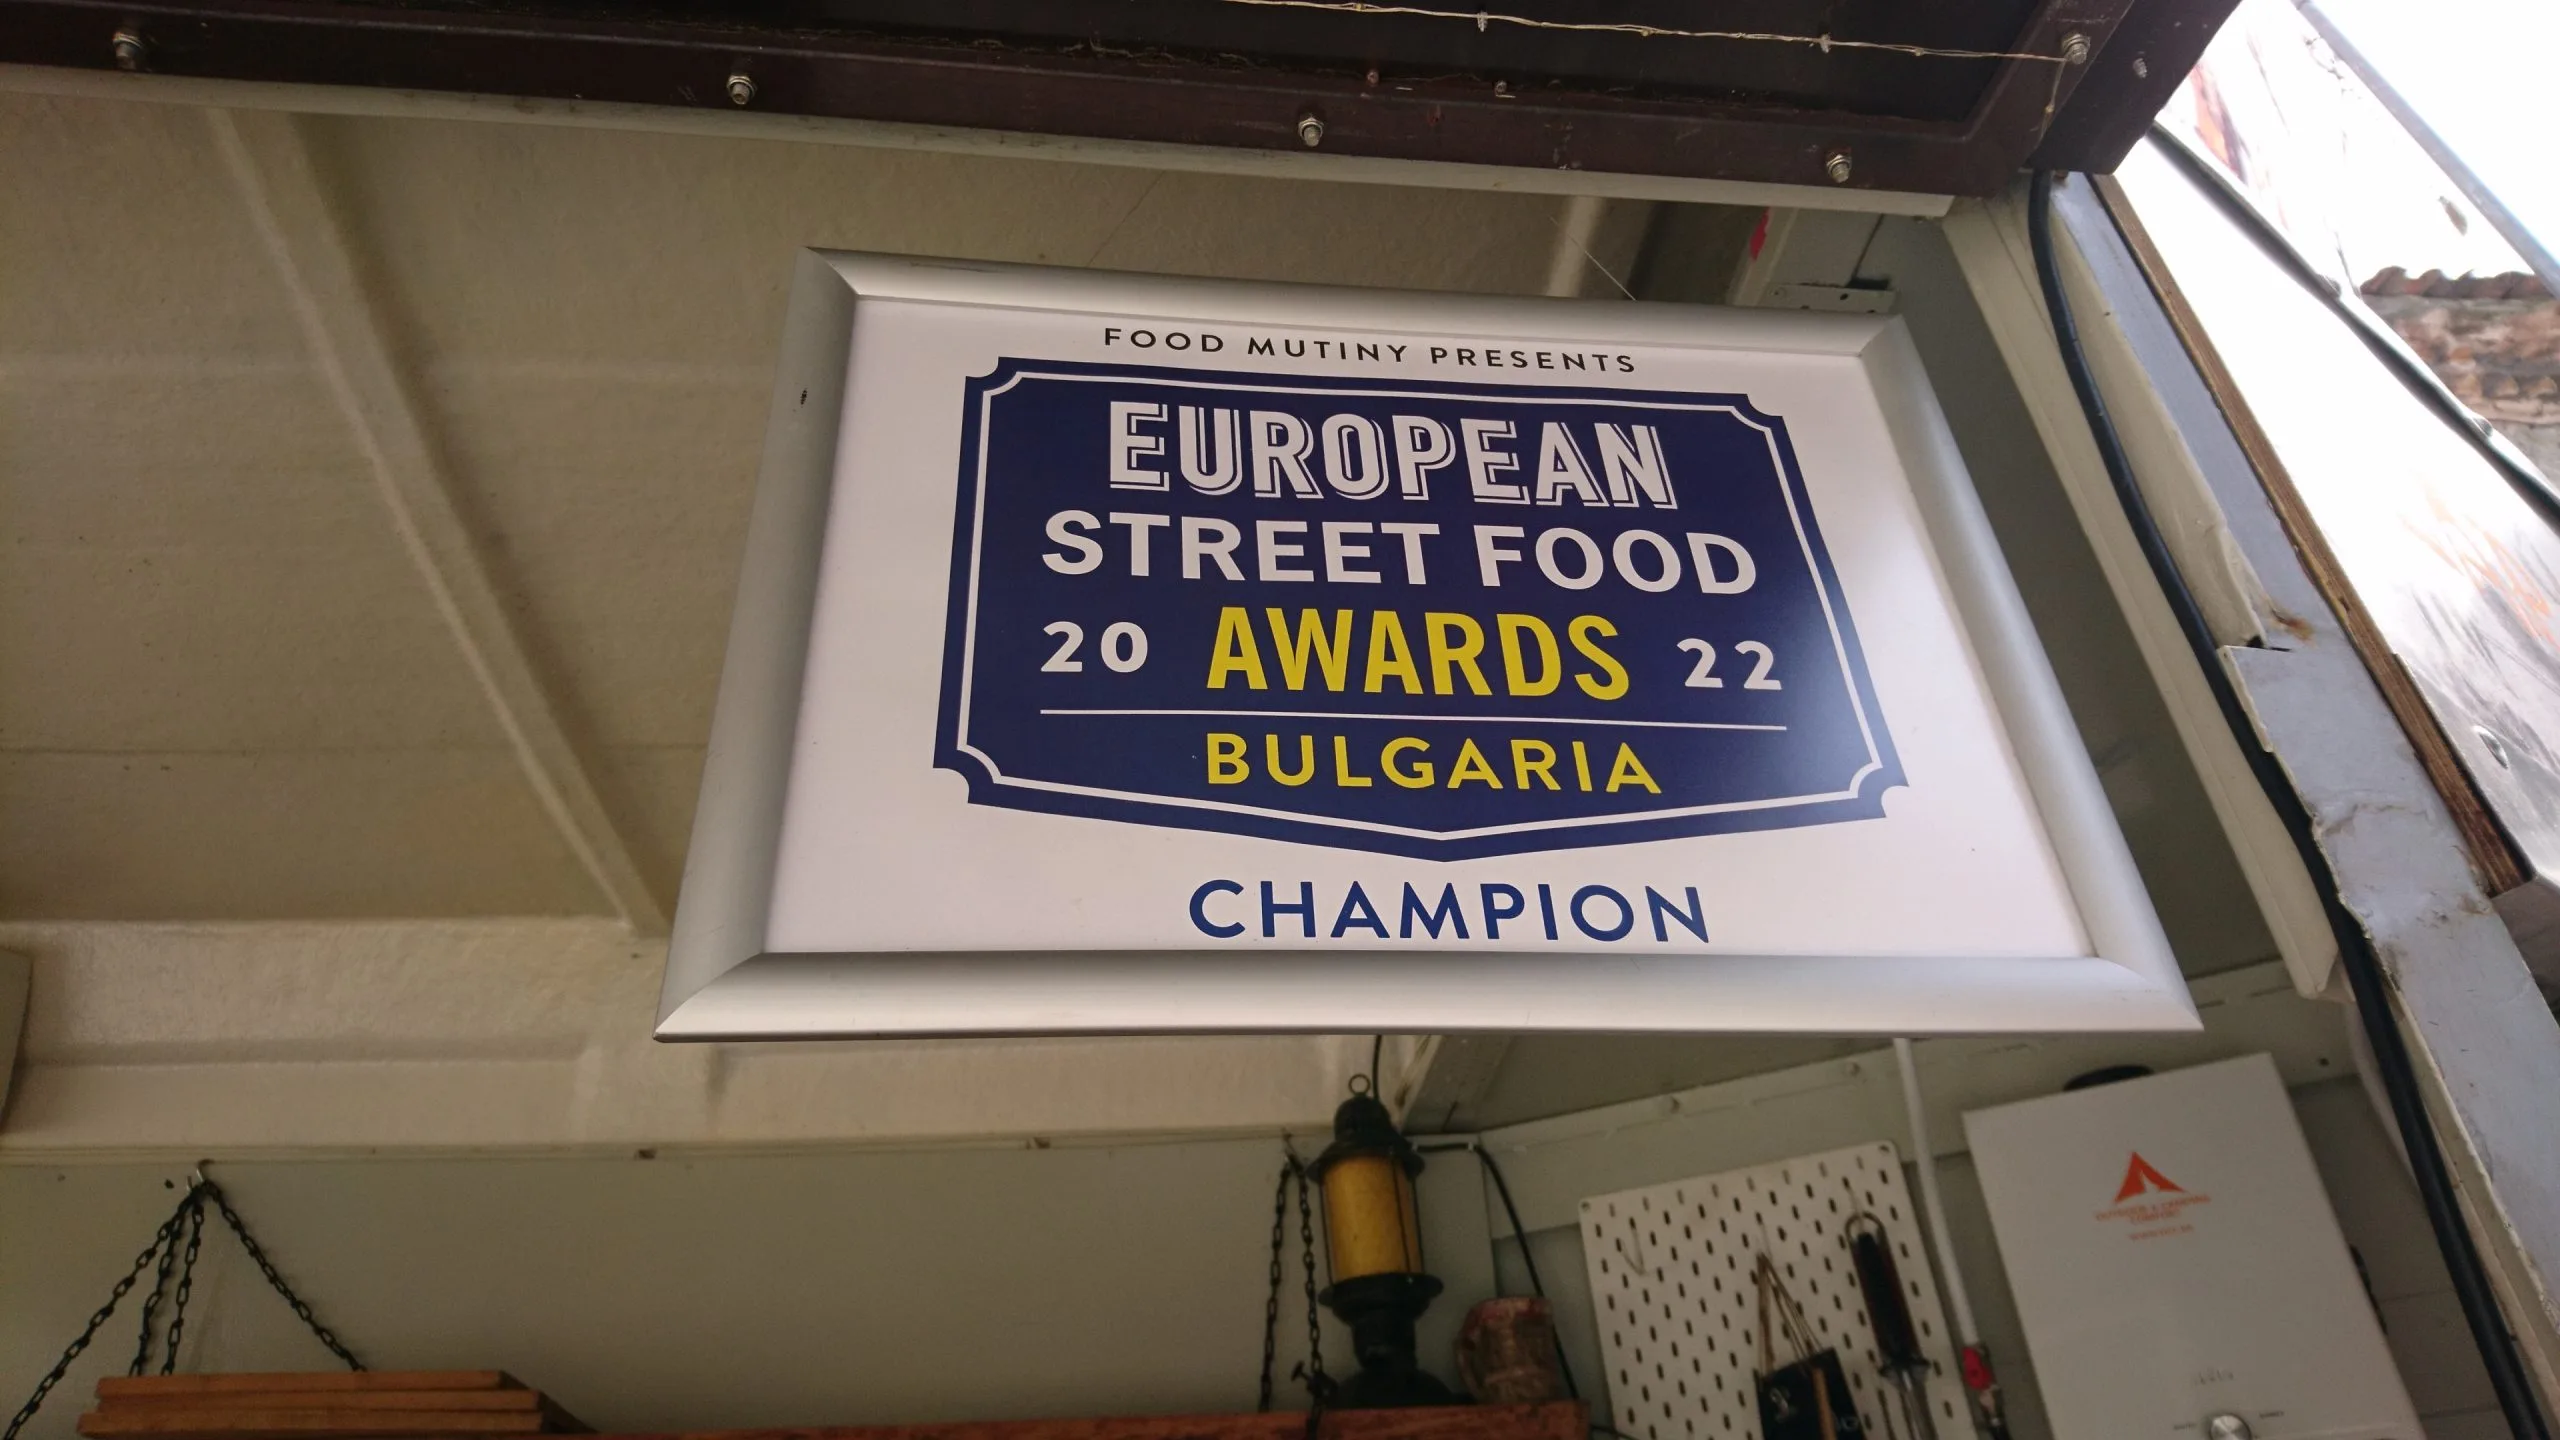 FOOD MUTINY PRESENTS
EUROPEAN
STREET FOOD
20 AWARDS 22
BULGARIA
CHAMPION